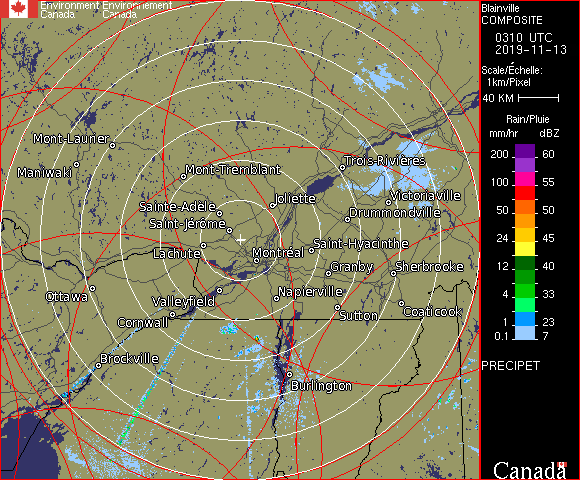 Environment Environnement
Canada Canada
Blainville
COMPOSITE
0310 UTC
2019-11-13
Scale/Échelle:
1km/Pixel
40 KM
Rain/Pluie
mm/hr dBZ
200 60
150 57
100 55
50 50
24 45
12 40
4 33
1 23
0.1 7
PRECIPET
Canada
Mont-Laurier
Maniwaki
Mont-Tremblant
Trois-Rivières
Joliette
Victoriaville
Sainte-Adèle
Drummondville
Saint-Jérôme
Saint-Hyacinthe
Lachute
Montréal
Granby
Sherbrooke
Ottawa
Valleyfield
Napierville
Cornwall
Sutton
Coaticook
Brockville
Burlington